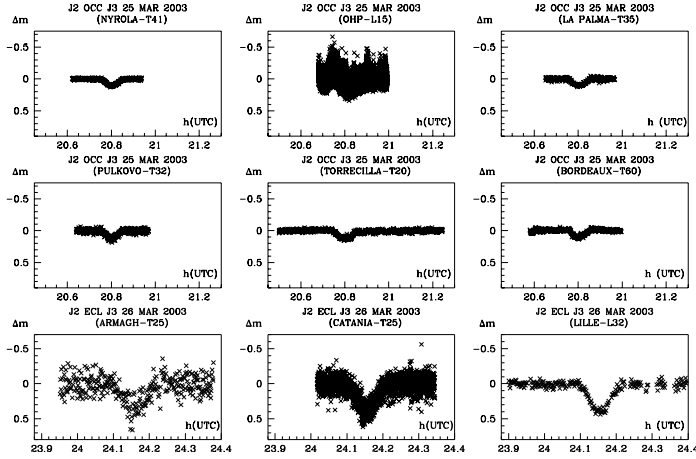 J2 OCC J3 25 MAR 2003
(NYROLA-T41)
Δm
-0.5
0
0.5
h(UTC)
20.6 20.8 21 21.2
J2 OCC J3 25 MAR 2003
(OHP-L15)
Δm
-0.5
0
0.5
h(UTC)
20.6 20.8 21 21.2
J2 OCC J3 25 MAR 2003
(LA PALMA-T35)
Δm
-0.5
0
0.5
h (UTC)
20.6 20.8 21 21.2
J2 OCC J3 25 MAR 2003
(PULKOVO-T32)
Δm
-0.5
0
0.5
h(UTC)
20.6 20.8 21 21.2
J2 OCC J3 25 MAR 2003
(TORRECILLA-T20)
Δm
-0.5
0
0.5
h(UTC)
20.6 20.8 21 21.2
J2 OCC J3 25 MAR 2003
(BORDEAUX-T60)
Δm
-0.5
0
0.5
h (UTC)
20.6 20.8 21 21.2
J2 ECL J3 26 MAR 2003
(ARMAGH-T25)
Δm
-0.5
0
0.5
h(UTC)
23.9 24 24.1 24.2 24.3 24.4
J2 ECL J3 26 MAR 2003
(CATANIA-T25)
Δm
-0.5
0
0.5
h(UTC)
23.9 24 24.1 24.2 24.3 24.4
J2 ECL J3 26 MAR 2003
(LILLE-L32)
Δm
-0.5
0
0.5
h(UTC)
23.9 24 24.1 24.2 24.3 24.4